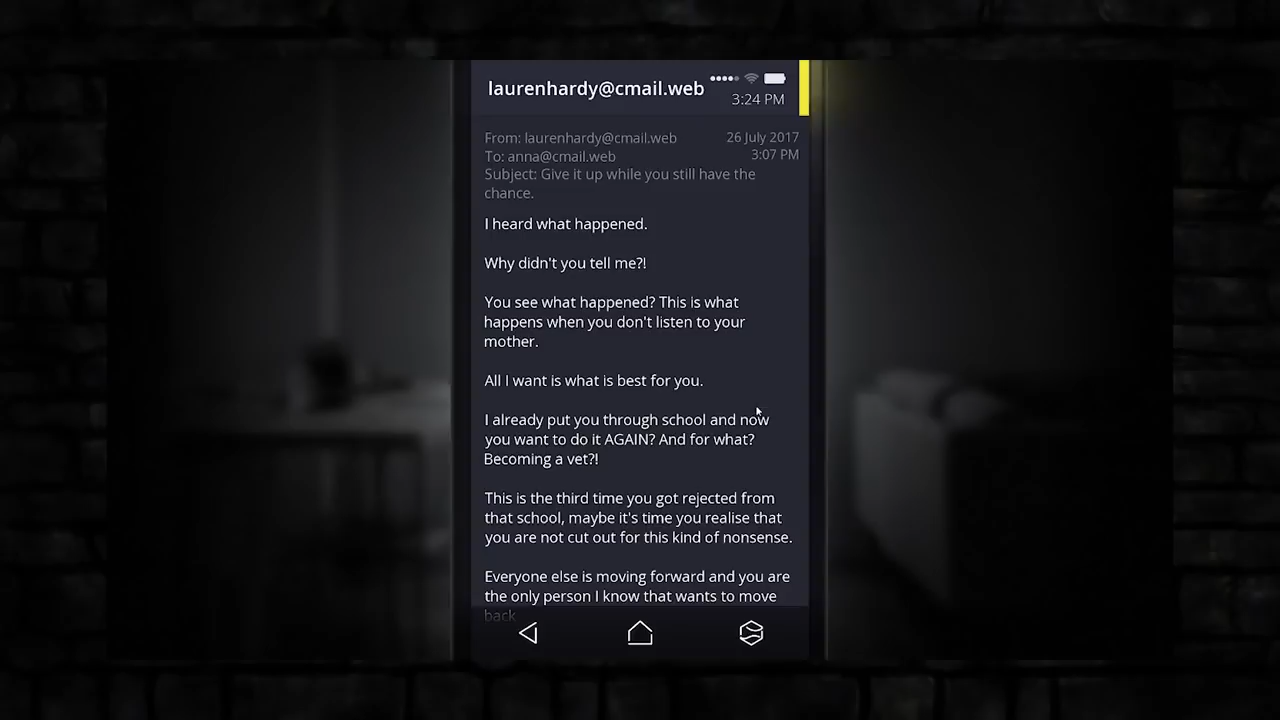 laurenhardy@cmail.web
3:24 PM
From: laurenhardy@cmail.web
26 July 2017
To: anna@cmail.web
3:07 PM
Subject: Give it up while you still have the
chance.
I heard what happened.
Why didn't you tell me?!
You see what happened? This is what
happens when you don't listen to your
mother.
All I want is what is best for you.
I already put you through school and now
you want to do it AGAIN? And for what?
Becoming a vet?!
This is the third time you got rejected from
that school, maybe it's time you realise that
you are not cut out for this kind of nonsense.
Everyone else is moving forward and you are
the only person I know that wants to move
back